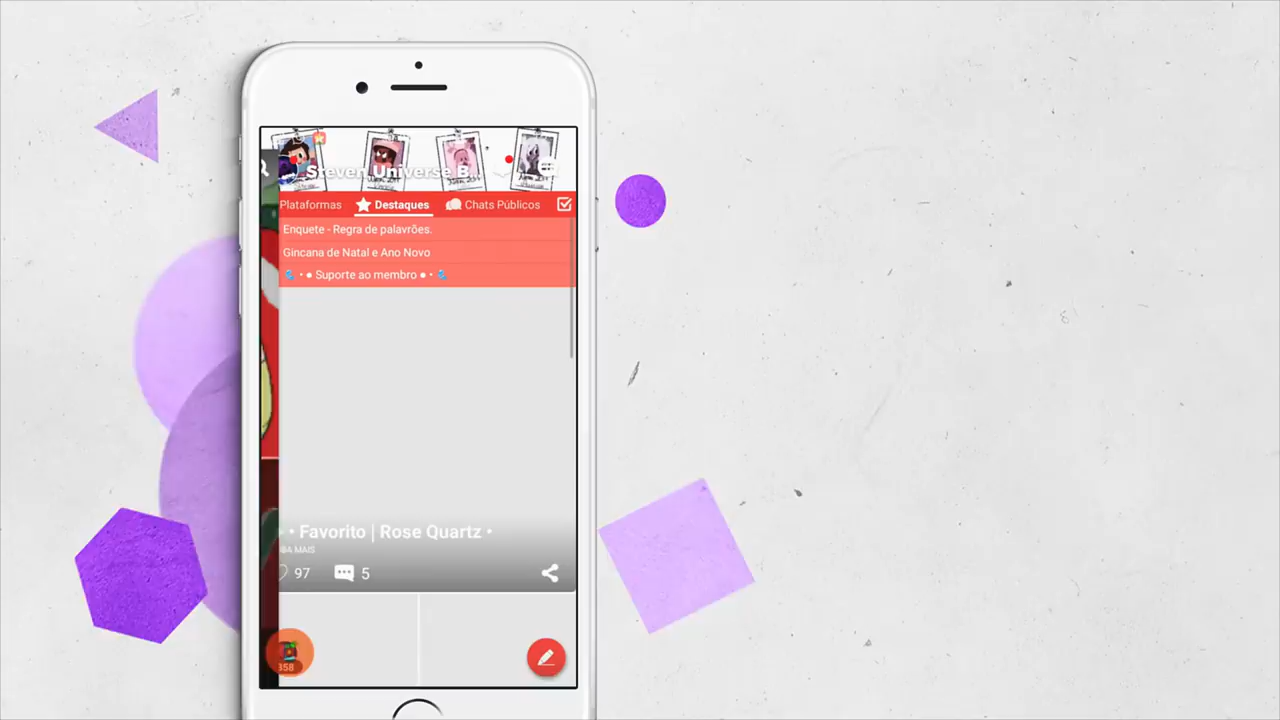 Steven Universe B...
Plataformas Destaques Chats Públicos
Enquete - Regra de palavrões.
Gincana de Natal e Ano Novo
• ● Suporte ao membro ● •
• Favorito | Rose Quartz •
97 5
358